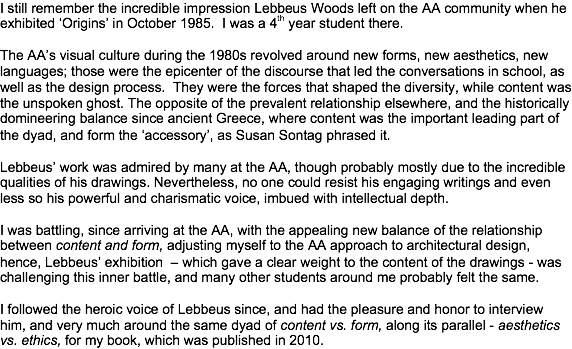 I still remember the incredible impression Lebbeus Woods left on the AA community when he
exhibited ‘Origins’ in October 1985.  I was a 4th year student there.

The AA’s visual culture during the 1980s revolved around new forms, new aesthetics, new
languages; those were the epicenter of the discourse that led the conversations in school, as
well as the design process.  They were the forces that shaped the diversity, while content was
the unspoken ghost. The opposite of the prevalent relationship elsewhere, and the historically
domineering balance since ancient Greece, where content was the important leading part of
the dyad, and form the ‘accessory’, as Susan Sontag phrased it.

Lebbeus’ work was admired by many at the AA, though probably mostly due to the incredible
qualities of his drawings. Nevertheless, no one could resist his engaging writings and even
less so his powerful and charismatic voice, imbued with intellectual depth.

I was battling, since arriving at the AA, with the appealing new balance of the relationship
between content and form, adjusting myself to the AA approach to architectural design,
hence, Lebbeus’ exhibition  – which gave a clear weight to the content of the drawings - was
challenging this inner battle, and many other students around me probably felt the same.

I followed the heroic voice of Lebbeus since, and had the pleasure and honor to interview
him, and very much around the same dyad of content vs. form, along its parallel - aesthetics
vs. ethics, for my book, which was published in 2010.